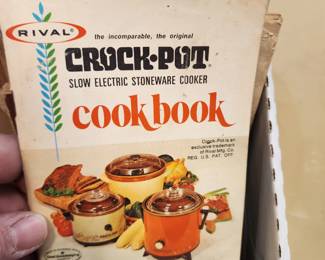 RIVAL®
the incomparable, the original
CROCK•POT®
SLOW ELECTRIC STONEWARE COOKER
cookbook
Crock-Pot is an
exclusive trademark
of Rival Mfg. Co.
REG. U.S. PAT. OFF.